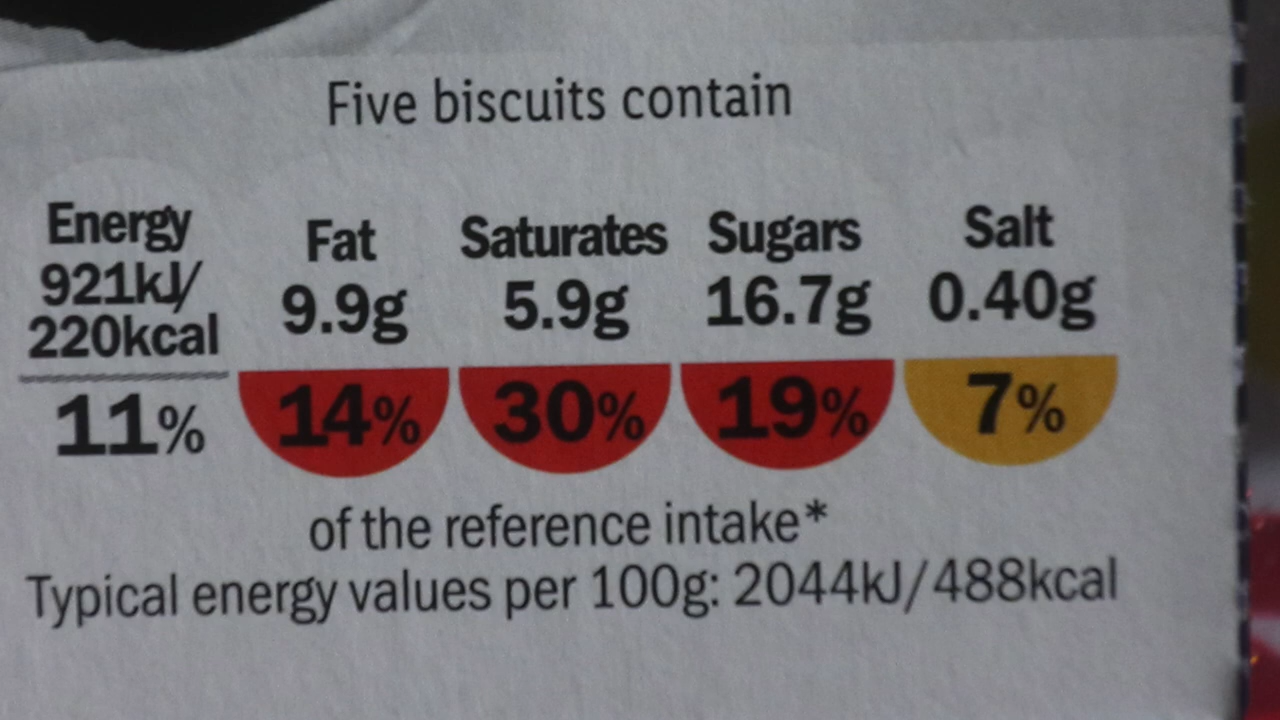 Five biscuits contain
Energy Fat Saturates Sugars Salt
921kJ/ 9.9g 5.9g 16.7g 0.40g
220kcal
11% 14% 30% 19% 7%
of the reference intake*
Typical energy values per 100g: 2044kJ/488kcal